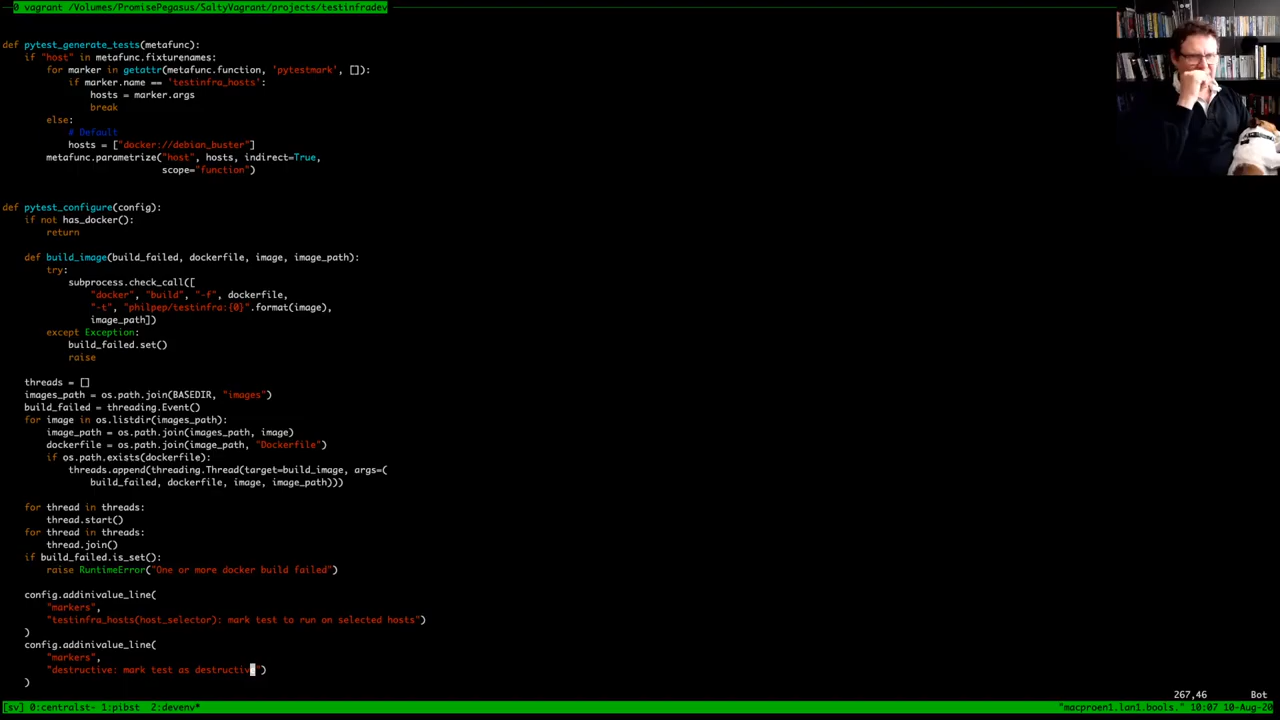 0 vagrant /Volumes/PromisePegasus/SaltyVagrant/projects/testinfradev
def pytest_generate_tests(metafunc):
    if "host" in metafunc.fixturenames:
        for marker in getattr(metafunc.function, 'pytestmark', []):
            if marker.name == 'testinfra_hosts':
                hosts = marker.args
                break
        else:
            # Default
            hosts = ["docker://debian_buster"]
        metafunc.parametrize("host", hosts, indirect=True,
                             scope="function")
def pytest_configure(config):
    if not has_docker():
        return
    def build_image(build_failed, dockerfile, image, image_path):
        try:
            subprocess.check_call([
                "docker", "build", "-f", dockerfile,
                "-t", "philpep/testinfra:{0}".format(image),
                image_path])
        except Exception:
            build_failed.set()
            raise
    threads = []
    images_path = os.path.join(BASEDIR, "images")
    build_failed = threading.Event()
    for image in os.listdir(images_path):
        image_path = os.path.join(images_path, image)
        dockerfile = os.path.join(image_path, "Dockerfile")
        if os.path.exists(dockerfile):
            threads.append(threading.Thread(target=build_image, args=(
                build_failed, dockerfile, image, image_path)))
    for thread in threads:
        thread.start()
    for thread in threads:
        thread.join()
    if build_failed.is_set():
        raise RuntimeError("One or more docker build failed")
    config.addinivalue_line(
        "markers",
        "testinfra_hosts(host_selector): mark test to run on selected hosts")
    )
    config.addinivalue_line(
        "markers",
        "destructive: mark test as destructive")
    )
267,46 Bot
[sv] 0:centralst- 1:pibst 2:devenv* "macproen1.lan1.bools." 10:07 10-Aug-20